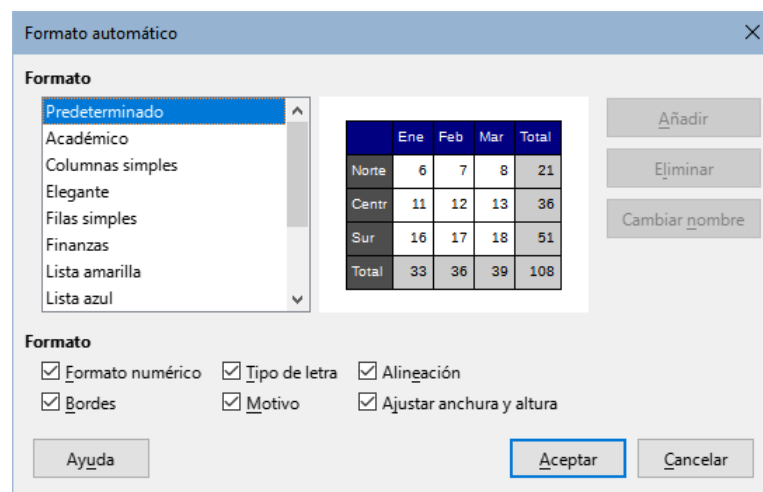 Formato automático
Formato
Predeterminado
Académico
Columnas simples
Elegante
Filas simples
Finanzas
Lista amarilla
Lista azul
Ene Feb Mar Total
Norte 6 7 8 21
Centr 11 12 13 36
Sur 16 17 18 51
Total 33 36 39 108
Añadir
Eliminar
Cambiar nombre
Formato
Formato numérico Tipo de letra Alineación
Bordes Motivo Ajustar anchura y altura
Ayuda Aceptar Cancelar